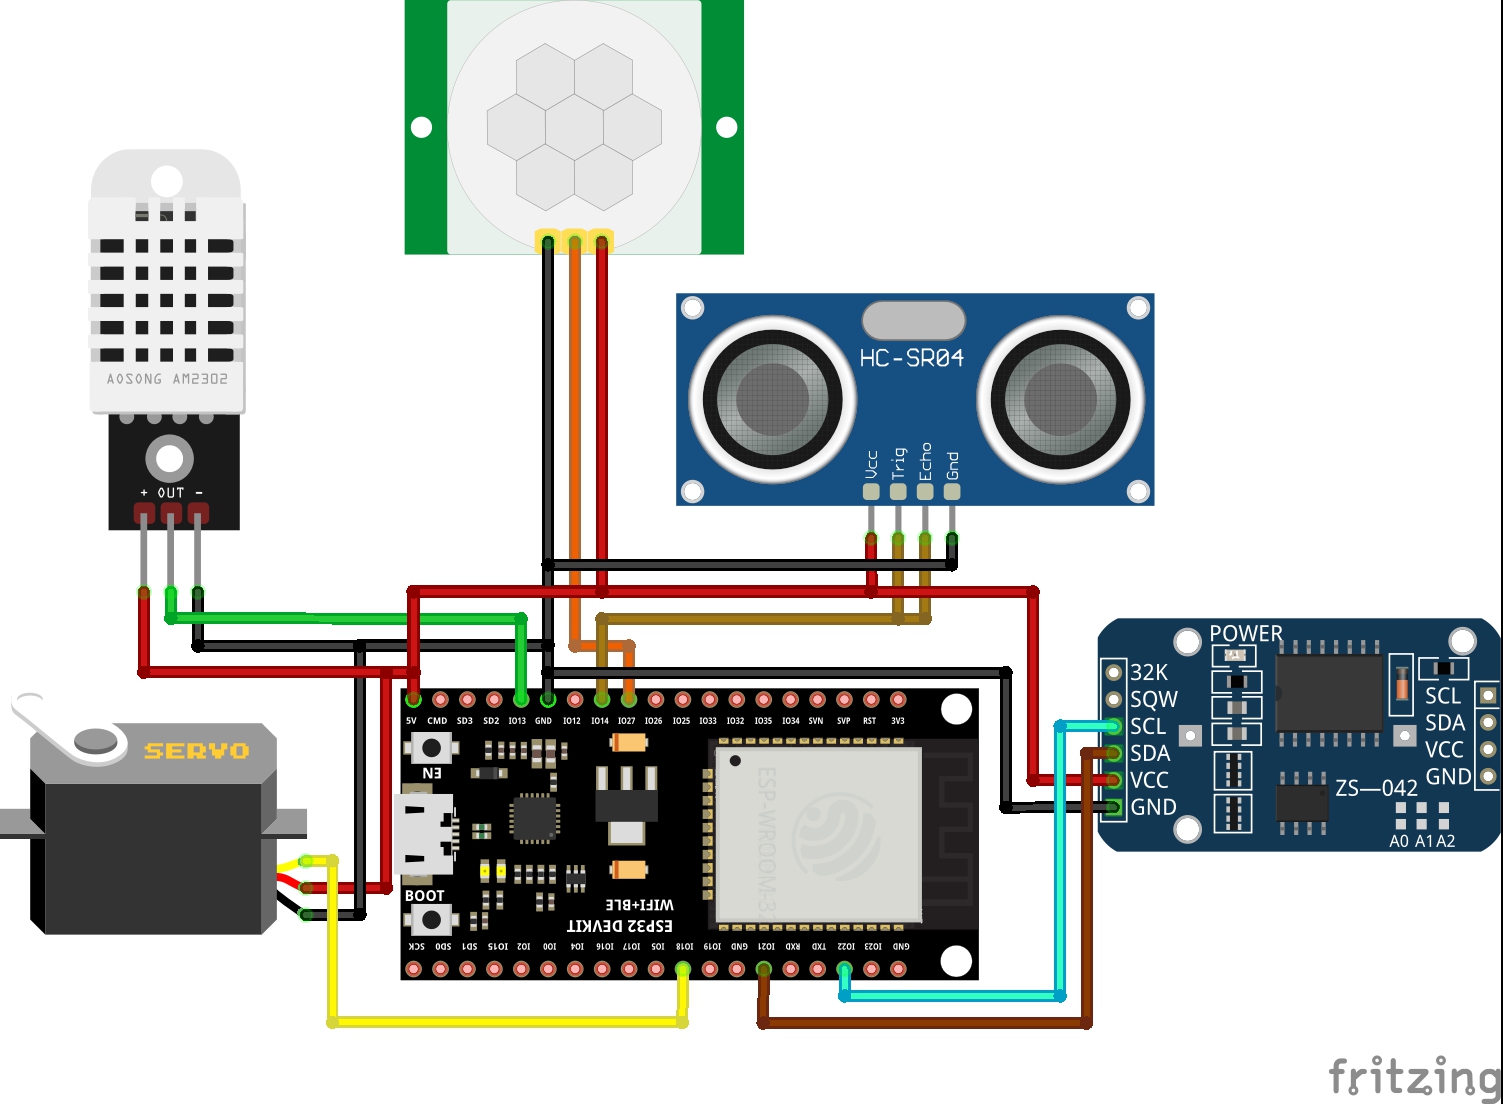 HC-SR04
Vcc
Trig
Echo
Gnd
AOSONG AM2302
+ OUT -
POWER
32K
SQW
SCL
SDA
VCC
GND
SCL
SDA
VCC
GND
ZS—042
A0 A1 A2
SERVO
5V CMD SD3 SD2 IO13 GND IO12 IO14 IO27 IO26 IO25 IO33 IO32 IO35 IO34 SVN SVP RST 3V3
EN
ESP-WROOM-32
BOOT
WIFI+BLE
ESP32 DEVKIT
SCK SD0 SD1 IO15 IO2 IO0 IO4 IO16 IO17 IO5 IO18 IO19 GND IO21 RXD TXD IO22 IO23 GND
fritzing